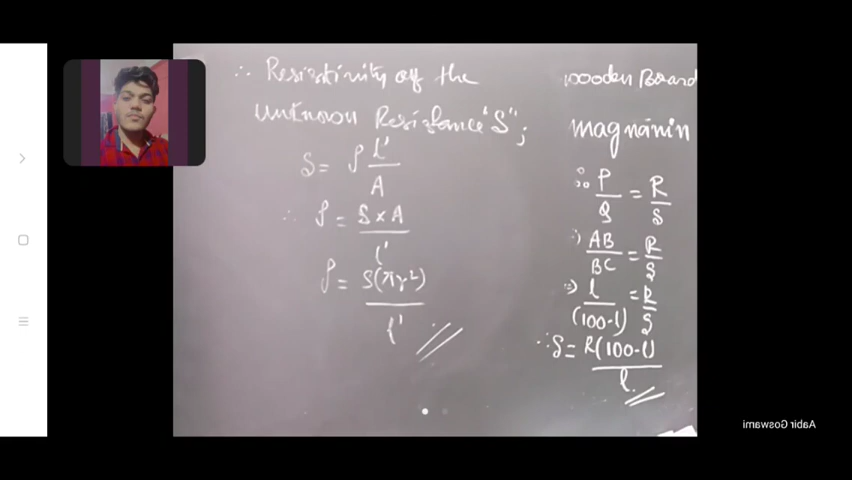 ∴ Resistivity of the
Unknown Resistance "S";
S = ρ L'/A
∴ ρ = S × A / l'
ρ = S(πr²) / l'
wooden Board
magnanin
∵ P/Q = R/S
⇒ AB/BC = R/S
⇒ l/(100-l) = R/S
∴ S = R(100-l) / l
Aabir Goswami